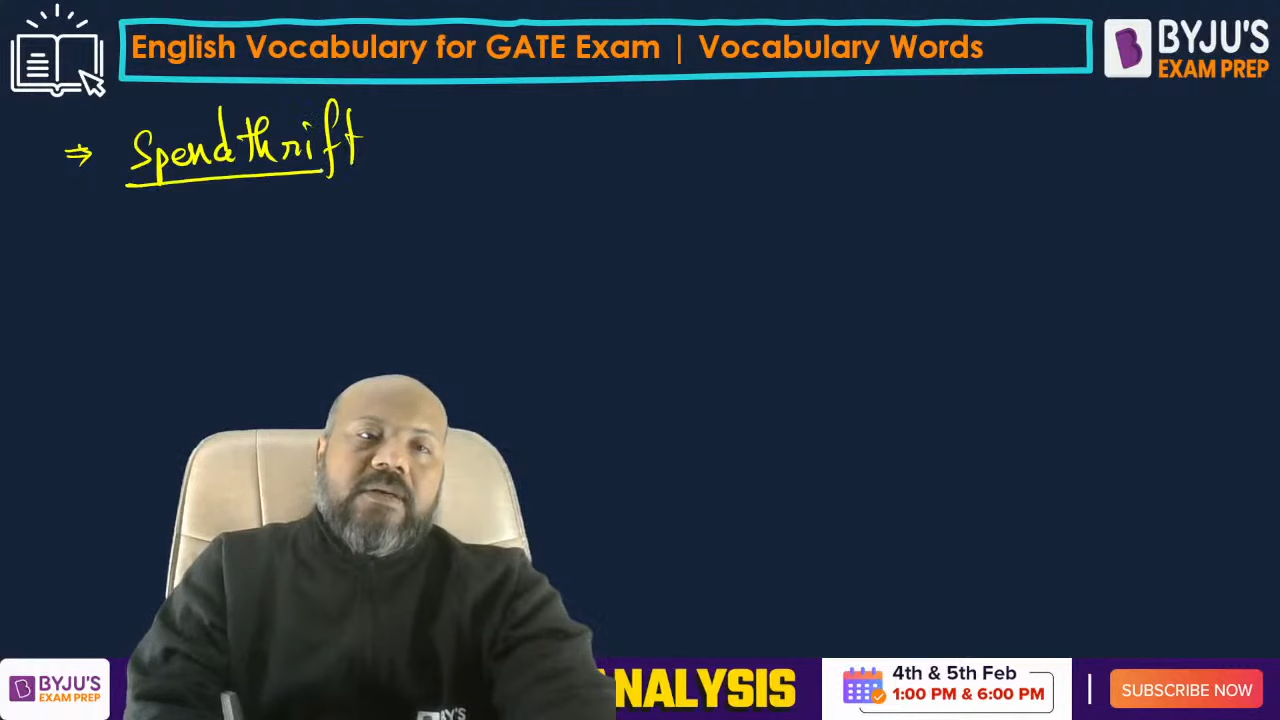 English Vocabulary for GATE Exam | Vocabulary Words
BYJU'S
EXAM PREP
⇒ Spendthrift
BYJU'S
EXAM PREP
BYJU'S
NALYSIS
4th & 5th Feb
1:00 PM & 6:00 PM
SUBSCRIBE NOW